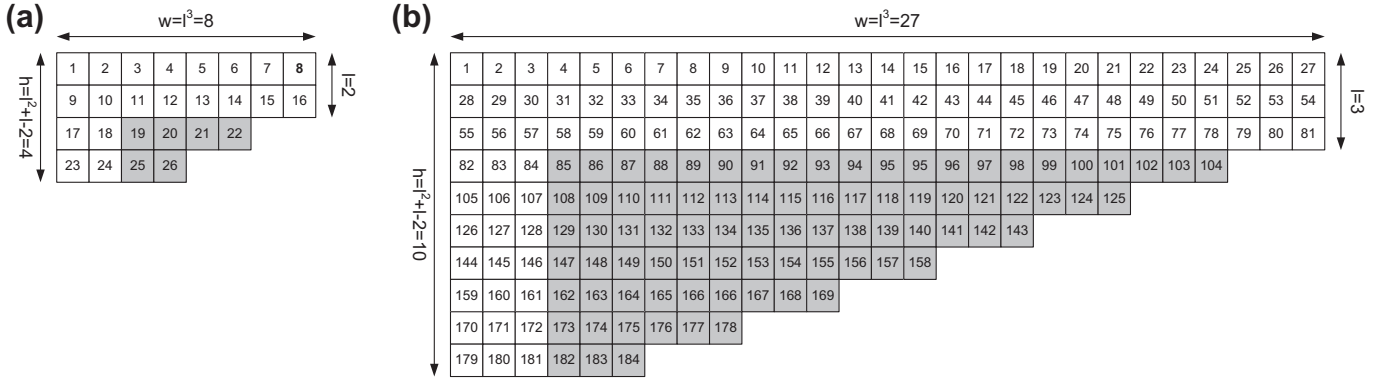 (a)
w=l³=8
h=l²+l-2=4
l=2
1 2 3 4 5 6 7 8
9 10 11 12 13 14 15 16
17 18 19 20 21 22
23 24 25 26
(b)
w=l³=27
h=l²+l-2=10
l=3
1 2 3 4 5 6 7 8 9 10 11 12 13 14 15 16 17 18 19 20 21 22 23 24 25 26 27
28 29 30 31 32 33 34 35 36 37 38 39 40 41 42 43 44 45 46 47 48 49 50 51 52 53 54
55 56 57 58 59 60 61 62 63 64 65 66 67 68 69 70 71 72 73 74 75 76 77 78 79 80 81
82 83 84 85 86 87 88 89 90 91 92 93 94 95 95 96 97 98 99 100 101 102 103 104
105 106 107 108 109 110 111 112 113 114 115 116 117 118 119 120 121 122 123 124 125
126 127 128 129 130 131 132 133 134 135 136 137 138 139 140 141 142 143
144 145 146 147 148 149 150 151 152 153 154 155 156 157 158
159 160 161 162 163 164 165 166 166 167 168 169
170 171 172 173 174 175 176 177 178
179 180 181 182 183 184